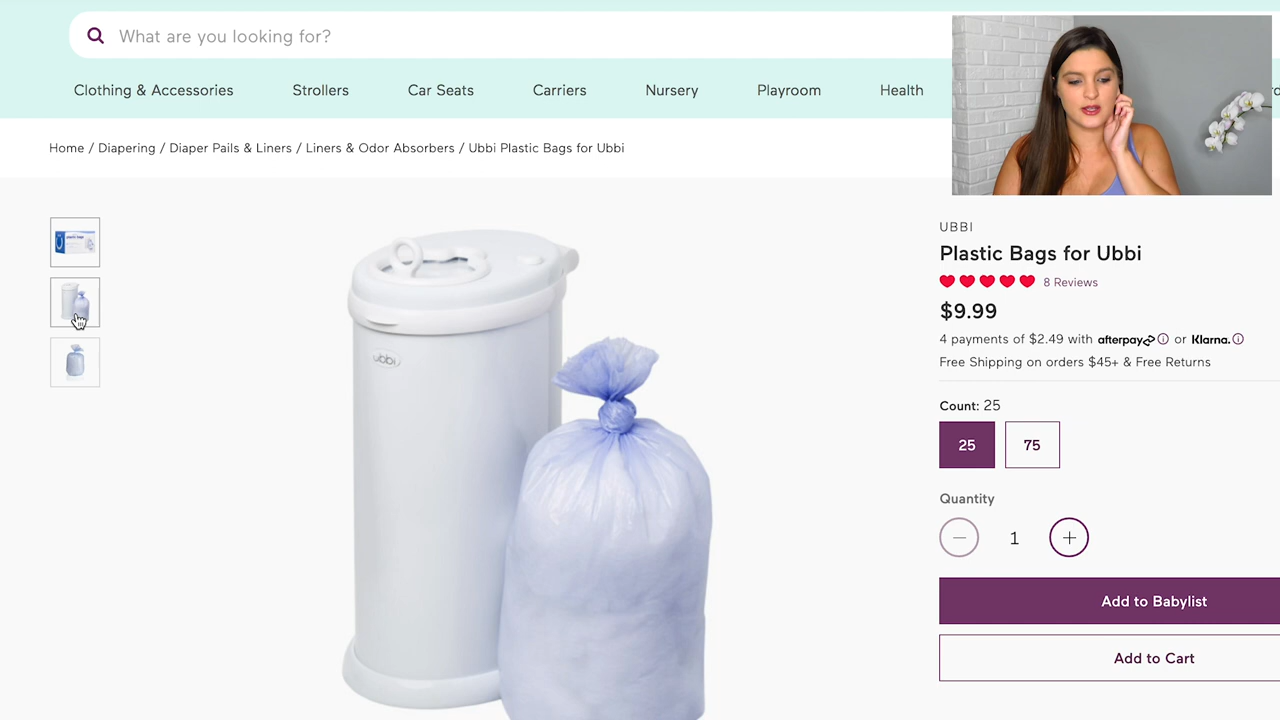 What are you looking for?
Clothing & Accessories Strollers Car Seats Carriers Nursery Playroom Health
Home / Diapering / Diaper Pails & Liners / Liners & Odor Absorbers / Ubbi Plastic Bags for Ubbi
ubbi
UBBI
Plastic Bags for Ubbi
8 Reviews
$9.99
4 payments of $2.49 with afterpay or Klarna.
Free Shipping on orders $45+ & Free Returns
Count: 25
25 75
Quantity
1
Add to Babylist
Add to Cart